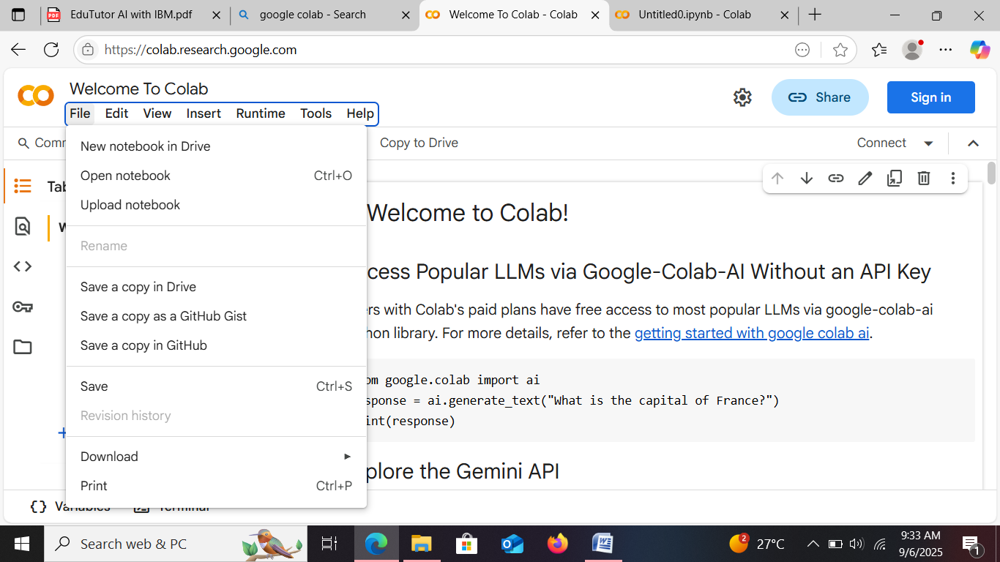 EduTutor AI with IBM.pdf
google colab - Search
Welcome To Colab - Colab
Untitled0.ipynb - Colab
https://colab.research.google.com
Welcome To Colab
File Edit View Insert Runtime Tools Help
Share
Sign in
Comm
Copy to Drive
Connect
New notebook in Drive
Open notebook Ctrl+O
Upload notebook
Rename
Save a copy in Drive
Save a copy as a GitHub Gist
Save a copy in GitHub
Save Ctrl+S
Revision history
Download
Print Ctrl+P
Tab
Welcome to Colab!
cess Popular LLMs via Google-Colab-AI Without an API Key
ers with Colab's paid plans have free access to most popular LLMs via google-colab-ai
hon library. For more details, refer to the getting started with google colab ai.
om google.colab import ai
sponse = ai.generate_text("What is the capital of France?")
int(response)
plore the Gemini API
Variables
Terminal
Search web & PC
PDF
2
27°C
9:33 AM
9/6/2025
1